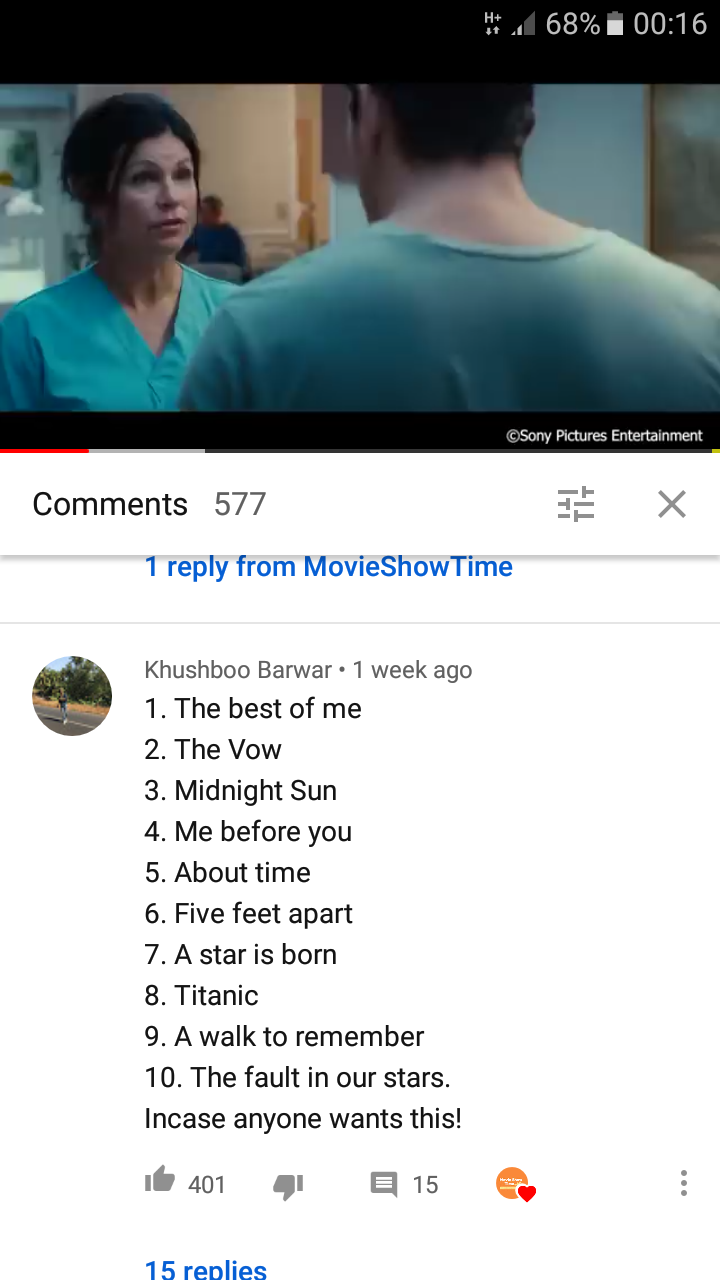 H+ 68% 00:16
©Sony Pictures Entertainment
Comments 577
1 reply from MovieShowTime
Khushboo Barwar • 1 week ago
1. The best of me
2. The Vow
3. Midnight Sun
4. Me before you
5. About time
6. Five feet apart
7. A star is born
8. Titanic
9. A walk to remember
10. The fault in our stars.
Incase anyone wants this!
401 15
15 replies